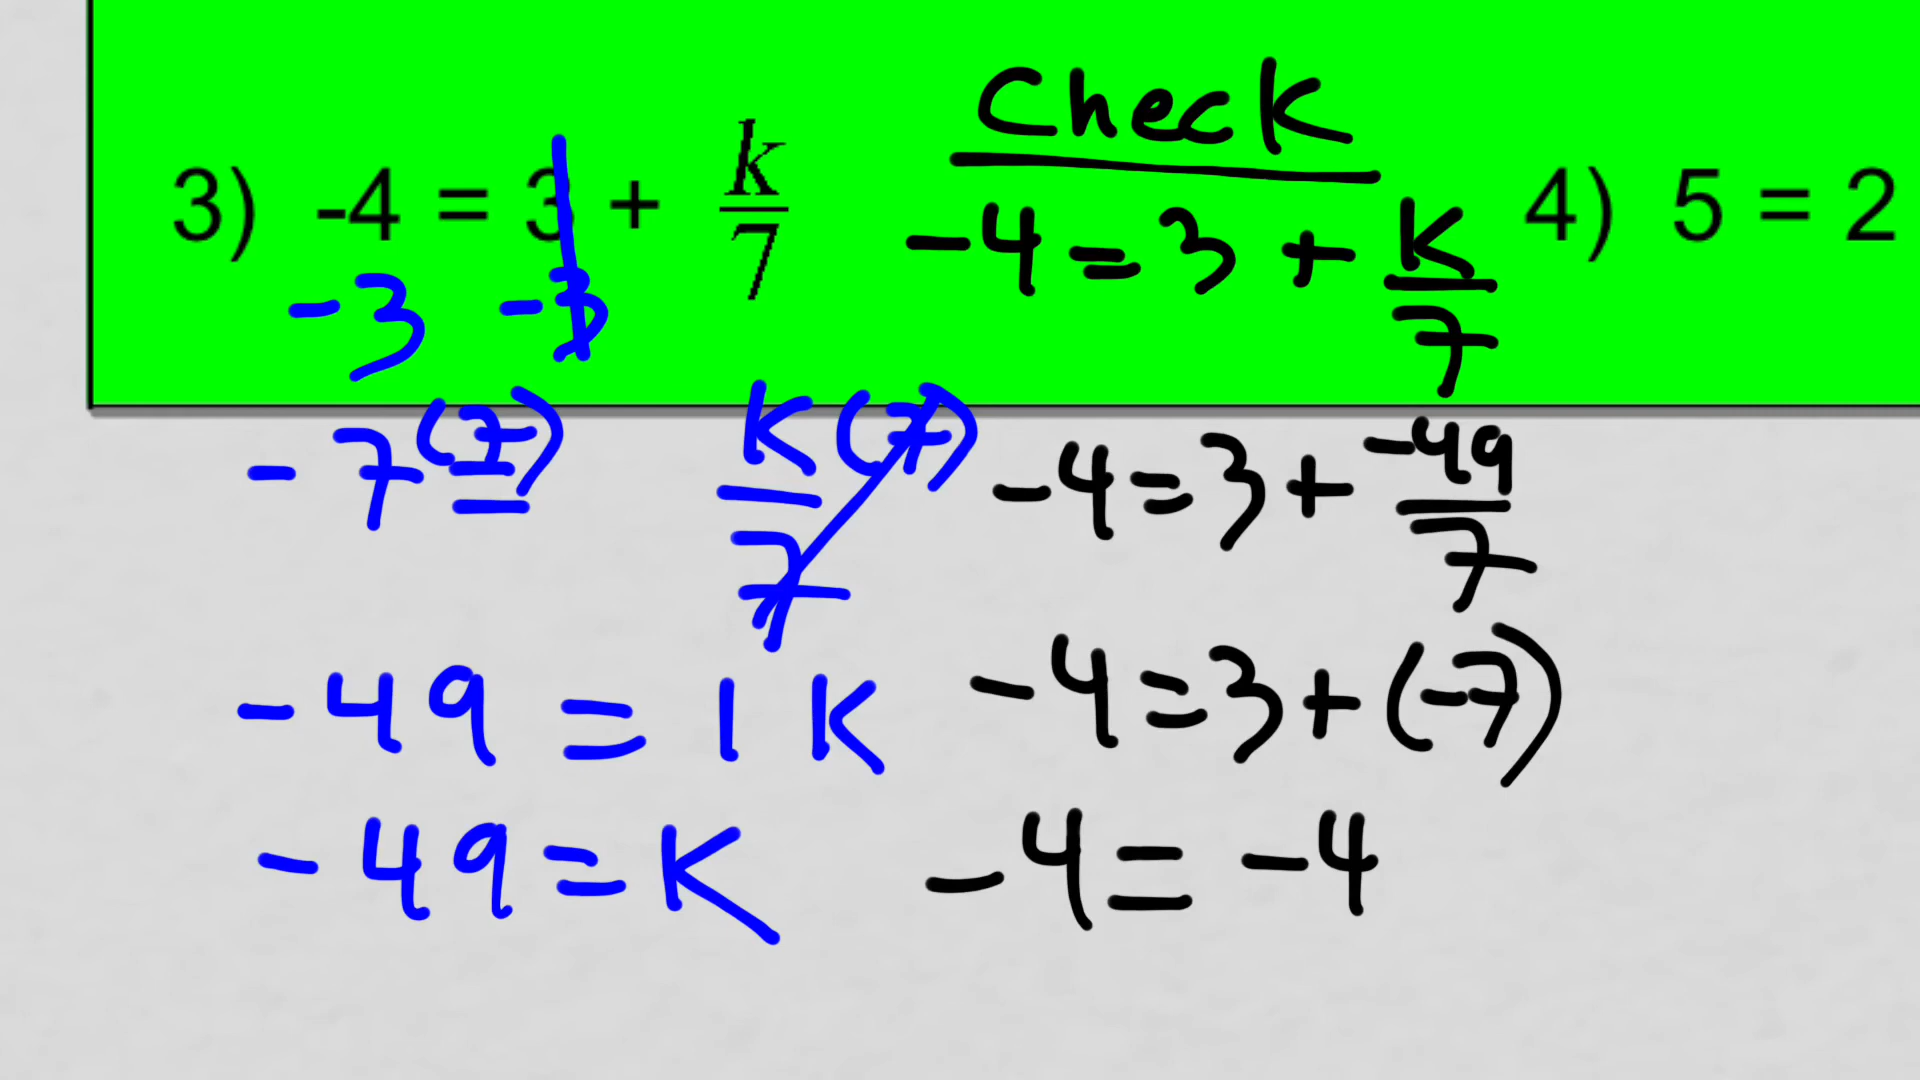 3) -4 = 3 + k/7
-3 -3
-7(7) = K(7)/7
-49 = 1K
-49 = K
Check
-4 = 3 + K/7
-4 = 3 + -49/7
-4 = 3 + (-7)
-4 = -4
4) 5 = 2